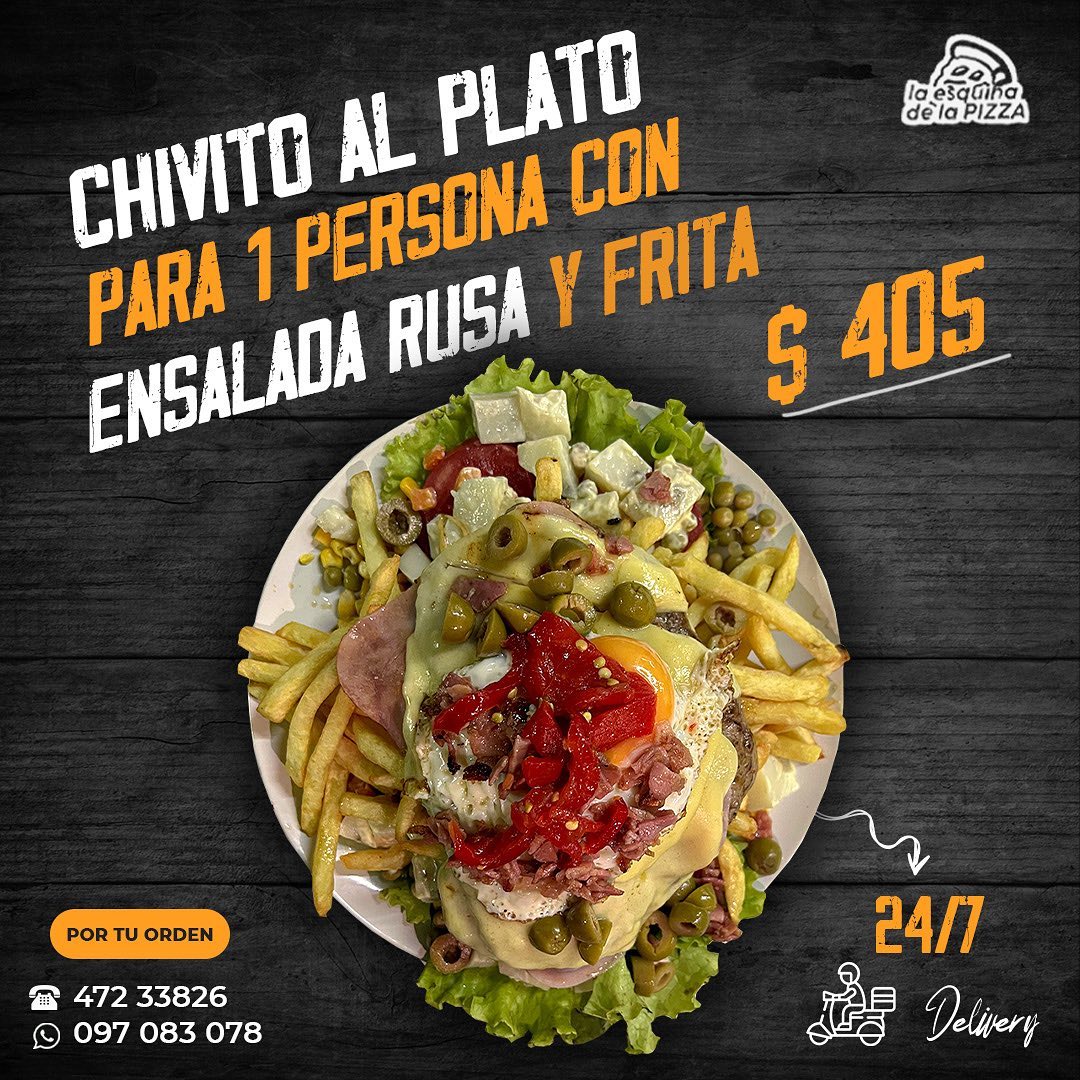 la esquina
de la PIZZA
CHIVITO AL PLATO
PARA 1 PERSONA CON
ENSALADA RUSA Y FRITA
$ 405
24/7
Delivery
POR TU ORDEN
472 33826
097 083 078